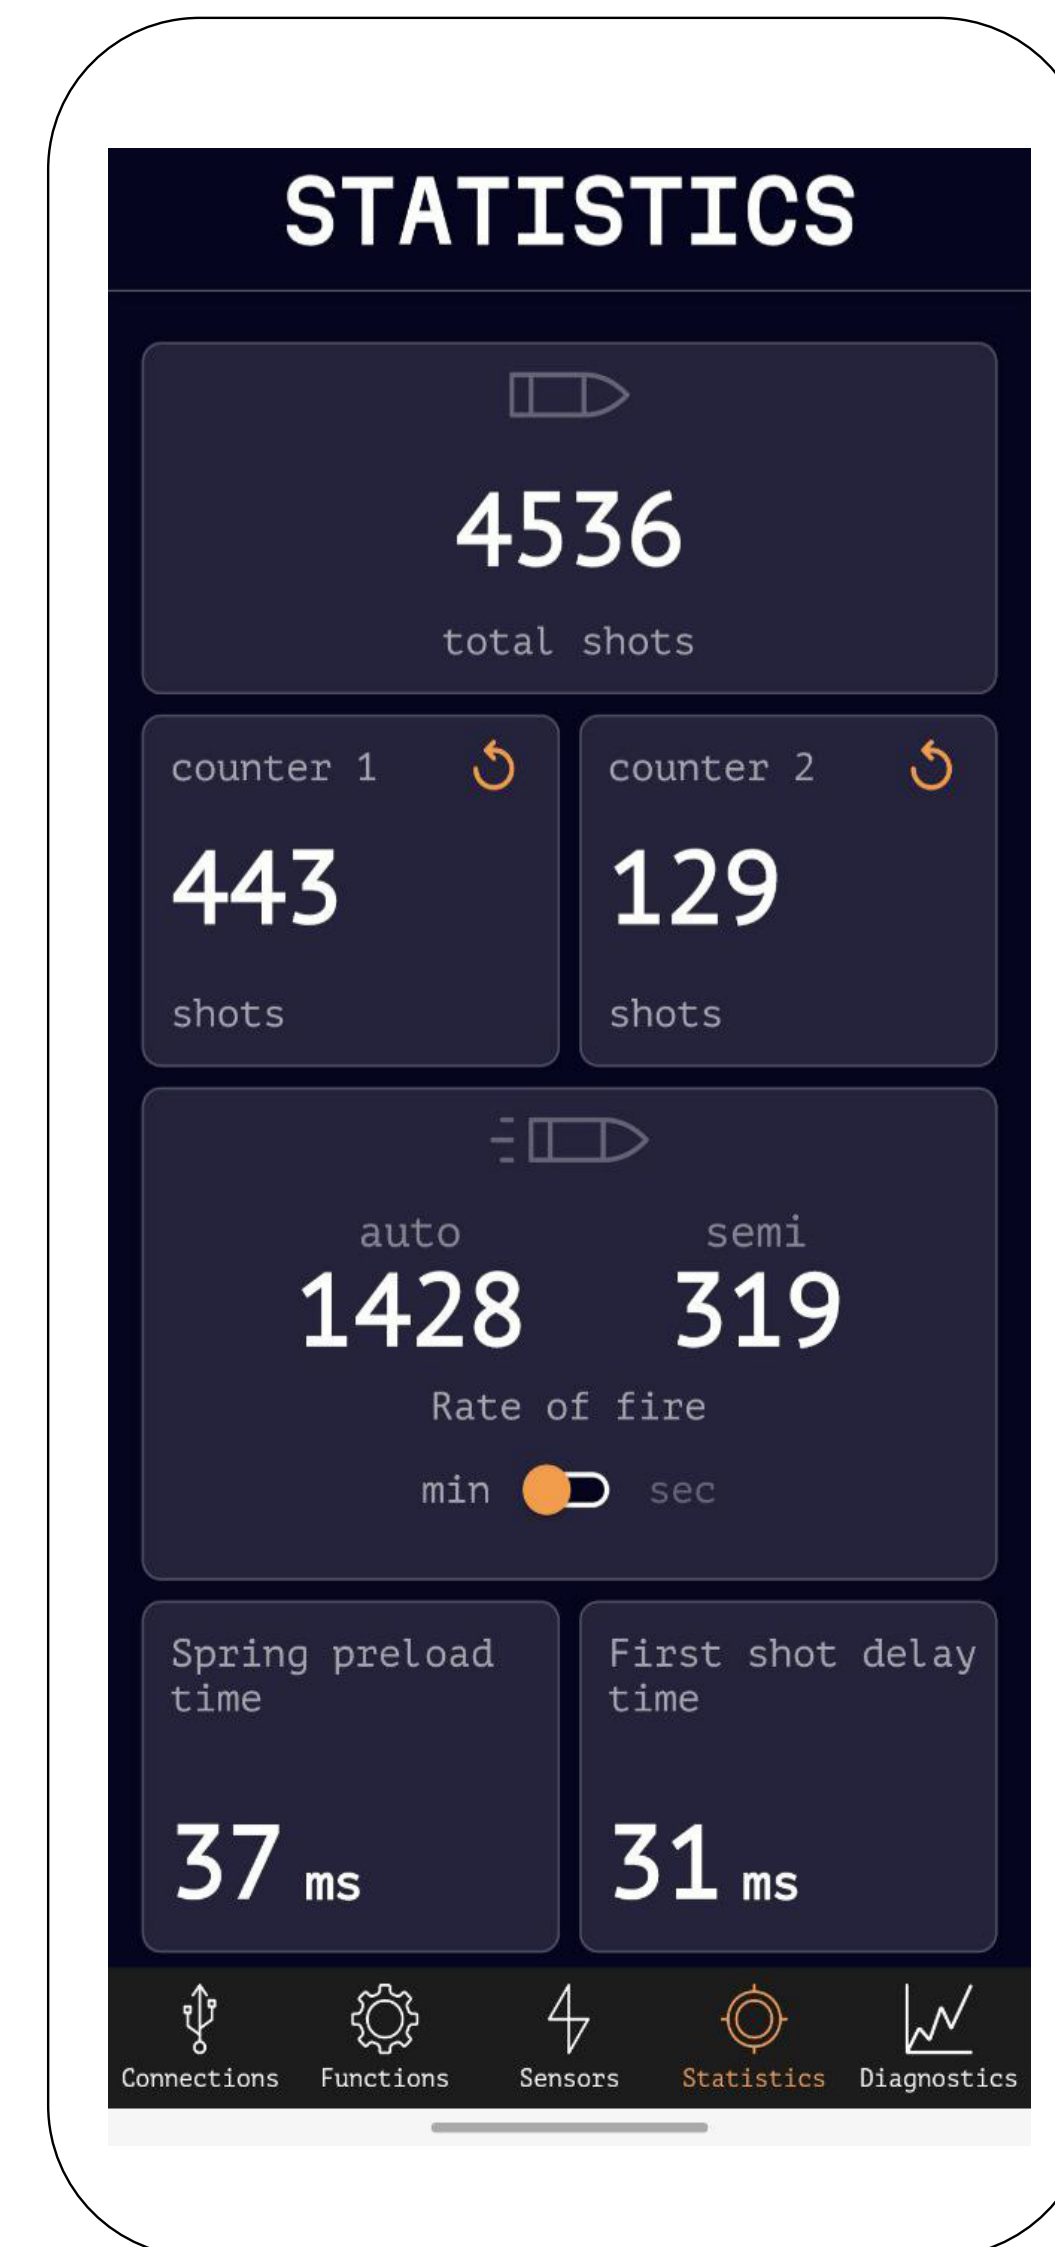 STATISTICS
4536
total shots
counter 1
443
shots
counter 2
129
shots
auto
1428
semi
319
Rate of fire
min
sec
Spring preload
time
37 ms
First shot delay
time
31 ms
Connections
Functions
Sensors
Statistics
Diagnostics